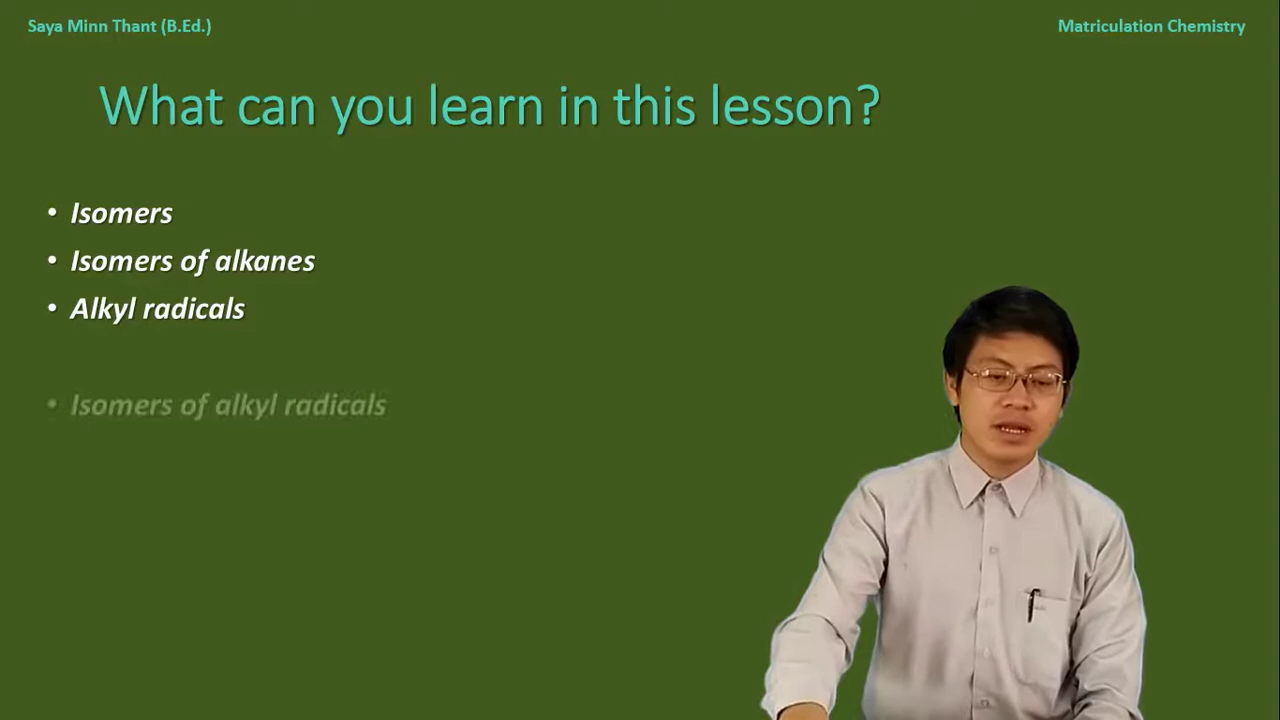 Saya Minn Thant (B.Ed.)
Matriculation Chemistry
What can you learn in this lesson?
• Isomers
• Isomers of alkanes
• Alkyl radicals
• Isomers of alkyl radicals